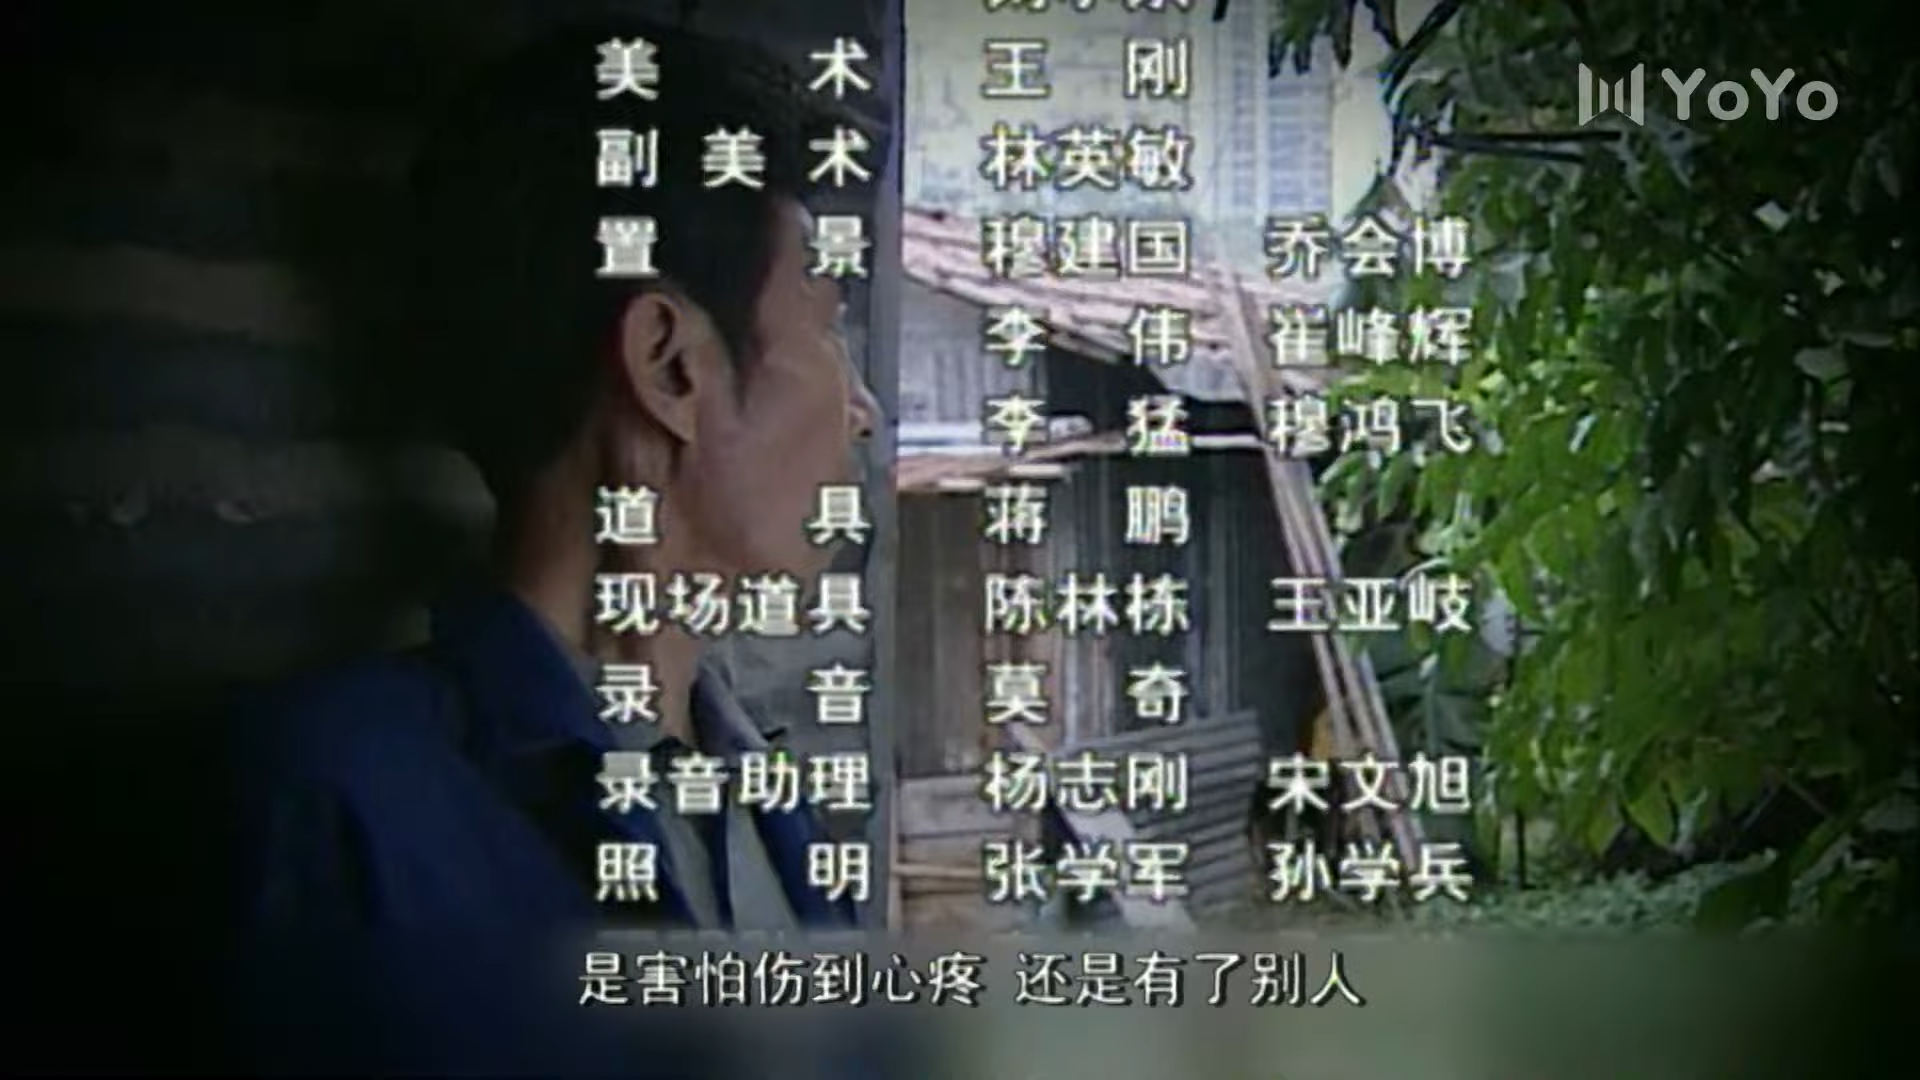 YoYo
美术 王刚
副美术 林英敏
置景 穆建国 乔会博
李伟 崔峰辉
李猛 穆鸿飞
道具 蒋鹏
现场道具 陈林栋 王亚岐
录音 莫奇
录音助理 杨志刚 宋文旭
照明 张学军 孙学兵
是害怕伤到心疼 还是有了别人